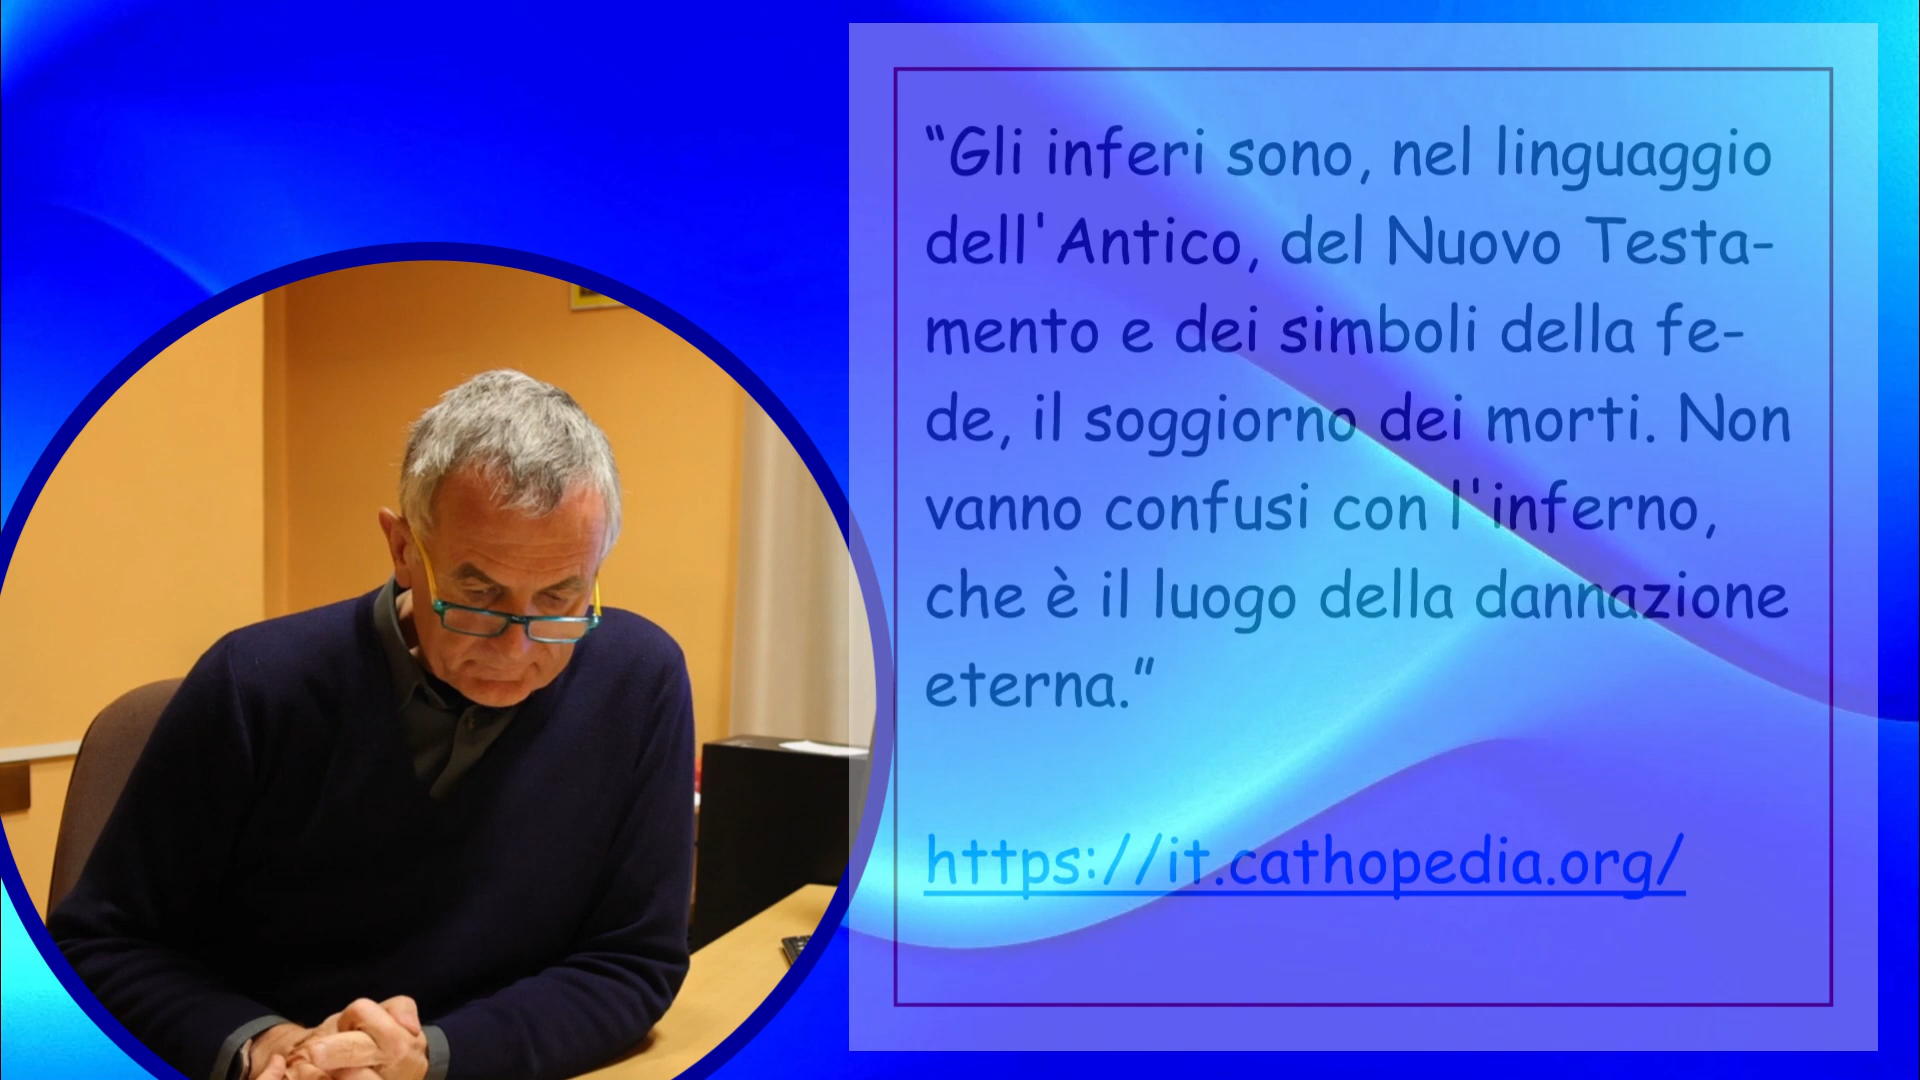 “Gli inferi sono, nel linguaggio
dell'Antico, del Nuovo Testa-
mento e dei simboli della fe-
de, il soggiorno dei morti. Non
vanno confusi con l'inferno,
che è il luogo della dannazione
eterna.”
https://it.cathopedia.org/